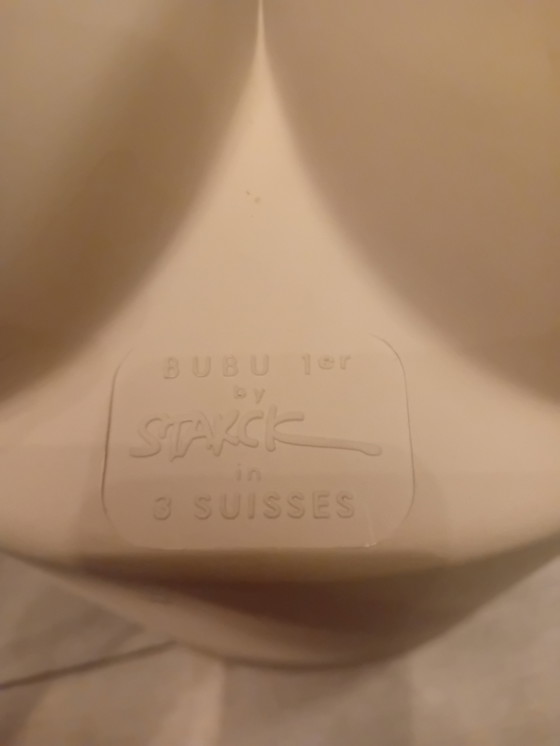 BUBU 1er
by
STARCK
in
3 SUISSES